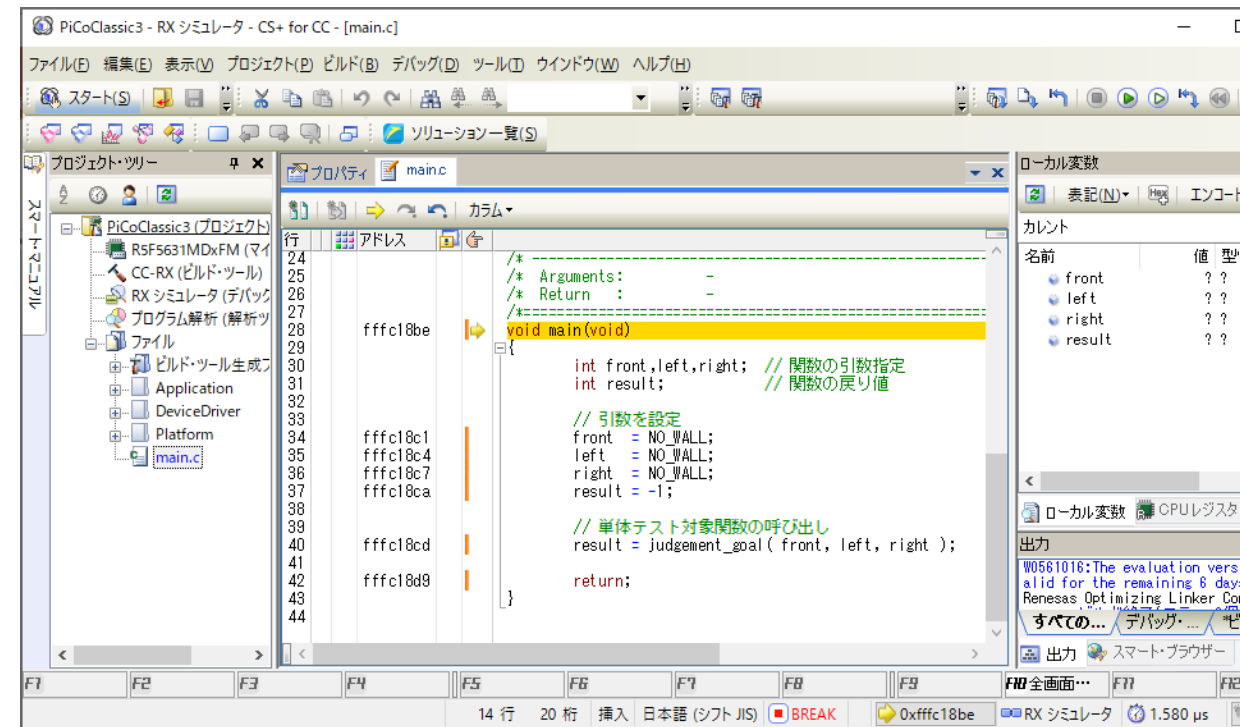 PiCoClassic3 - RX シミュレータ - CS+ for CC - [main.c]
ファイル(F) 編集(E) 表示(V) プロジェクト(P) ビルド(B) デバッグ(D) ツール(T) ウインドウ(W) ヘルプ(H)
スタート(S)
ソリューション一覧(S)
スマート・マニュアル
プロジェクト・ツリー
PiCoClassic3 (プロジェクト)
R5F5631MDxFM (マイ
CC-RX (ビルド・ツール)
RX シミュレータ (デバッグ
プログラム解析 (解析ツ
ファイル
ビルド・ツール生成フ
Application
DeviceDriver
Platform
main.c
プロパティ main.c
カラム
行 アドレス
24 /* ---------------------------------------------------------
25 /* Arguments: -
26 /* Return : -
27 /*----------------------------------------------------------
28 fffc18be void main(void)
29 {
30 int front,left,right; // 関数の引数指定
31 int result; // 関数の戻り値
32
33 // 引数を設定
34 fffc18c1 front = NO_WALL;
35 fffc18c4 left = NO_WALL;
36 fffc18c7 right = NO_WALL;
37 fffc18ca result = -1;
38
39 // 単体テスト対象関数の呼び出し
40 fffc18cd result = judgement_goal( front, left, right );
41
42 fffc18d9 return;
43 }
44
ローカル変数
表記(N) Hex エンコード
カレント
名前 値 型
front ? ?
left ? ?
right ? ?
result ? ?
ローカル変数 CPUレジスタ
出力
W0561016:The evaluation vers
alid for the remaining 6 days
Renesas Optimizing Linker Co
すべての... デバッグ・... *ビ
出力 スマート・ブラウザー
F1 F2 F3 F4 F5 F6 F7 F8 F9 F10 全画面… F11 F12
14 行 20 桁 挿入 日本語 (シフト JIS) BREAK 0xfffc18be RX シミュレータ 1.580 µs